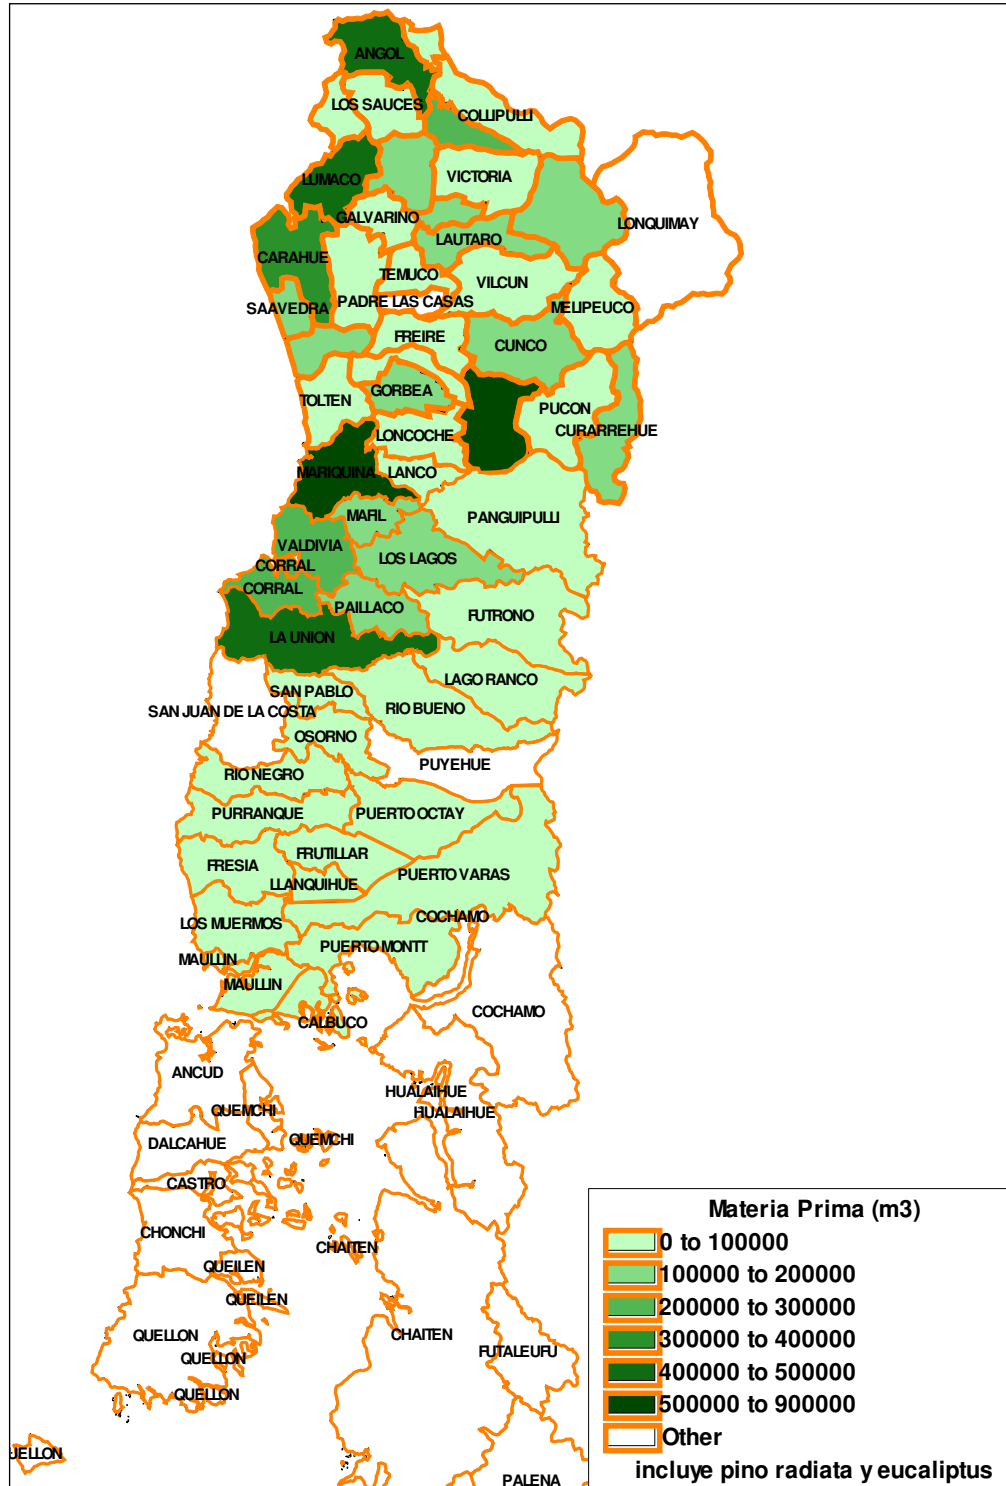 ANGOL
LOS SAUCES
COLLIPULLI
LUMACO
VICTORIA
GALVARINO
LONQUIMAY
LAUTARO
CARAHUE
TEMUCO
VILCUN
SAAVEDRA
PADRE LAS CASAS
MELIPEUCO
FREIRE
CUNCO
GORBEA
TOLTEN
PUCON
CURARREHUE
LONCOCHE
MARIQUINA
LANCO
MAFIL
PANGUIPULLI
VALDIVIA
LOS LAGOS
CORRAL
CORRAL
PAILLACO
FUTRONO
LA UNION
LAGO RANCO
SAN PABLO
RIO BUENO
SAN JUAN DE LA COSTA
OSORNO
PUYEHUE
RIO NEGRO
PURRANQUE
PUERTO OCTAY
FRUTILLAR
FRESIA
PUERTO VARAS
LLANQUIHUE
COCHAMO
LOS MUERMOS
PUERTO MONTT
MAULLIN
MAULLIN
COCHAMO
CALBUCO
ANCUD
HUALAIHUE
QUEMCHI
HUALAIHUE
DALCAHUE
QUEMCHI
CASTRO
CHONCHI
CHAITEN
QUEILEN
QUEILEN
QUELLON
CHAITEN
FUTALEUFU
QUELLON
QUELLON
UELLON
PALENA
Materia Prima (m3)
0 to 100000
100000 to 200000
200000 to 300000
300000 to 400000
400000 to 500000
500000 to 900000
Other
incluye pino radiata y eucaliptus